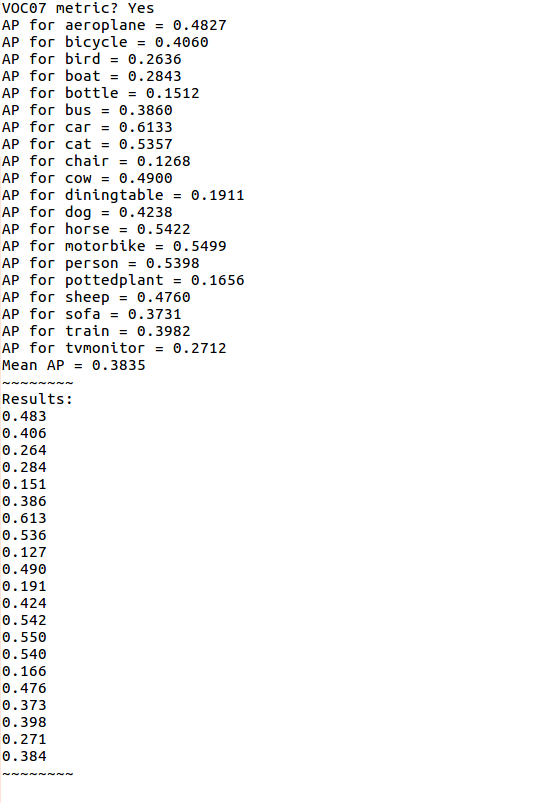 VOC07 metric? Yes
AP for aeroplane = 0.4827
AP for bicycle = 0.4060
AP for bird = 0.2636
AP for boat = 0.2843
AP for bottle = 0.1512
AP for bus = 0.3860
AP for car = 0.6133
AP for cat = 0.5357
AP for chair = 0.1268
AP for cow = 0.4900
AP for diningtable = 0.1911
AP for dog = 0.4238
AP for horse = 0.5422
AP for motorbike = 0.5499
AP for person = 0.5398
AP for pottedplant = 0.1656
AP for sheep = 0.4760
AP for sofa = 0.3731
AP for train = 0.3982
AP for tvmonitor = 0.2712
Mean AP = 0.3835
~~~~~~~~
Results:
0.483
0.406
0.264
0.284
0.151
0.386
0.613
0.536
0.127
0.490
0.191
0.424
0.542
0.550
0.540
0.166
0.476
0.373
0.398
0.271
0.384
~~~~~~~~